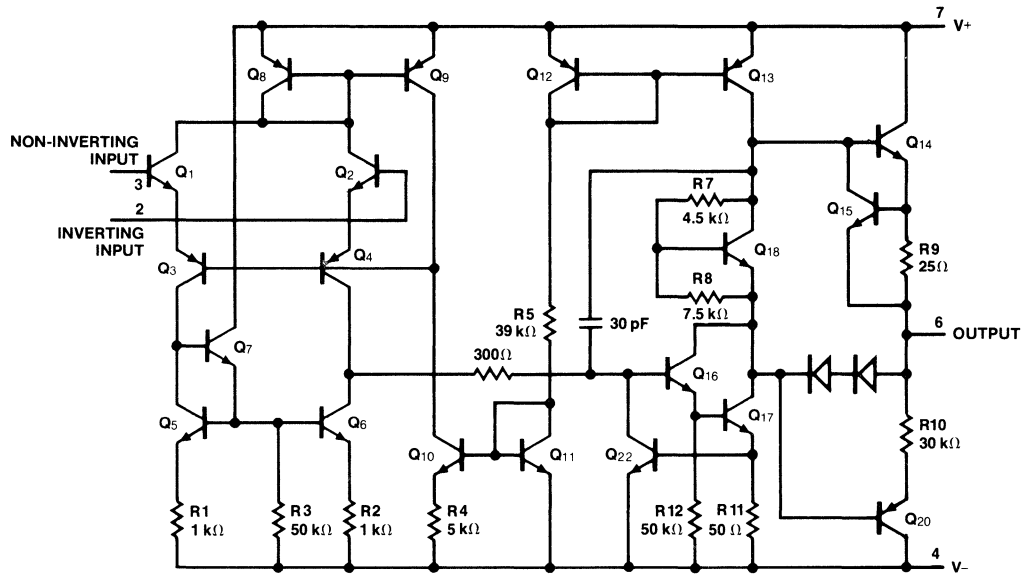 7
V+
Q8
Q9
Q12
Q13
NON-INVERTING
INPUT
3
Q1
Q2
Q14
2
INVERTING
INPUT
R7
4.5 kΩ
Q15
Q3
Q4
Q18
R9
25Ω
R8
7.5 kΩ
R5
39 kΩ
30 pF
6
OUTPUT
Q7
300Ω
Q16
Q5
Q6
Q17
R10
30 kΩ
Q10
Q11
Q22
R1
1 kΩ
R3
50 kΩ
R2
1 kΩ
R4
5 kΩ
R12
50 kΩ
R11
50 Ω
Q20
4
V–